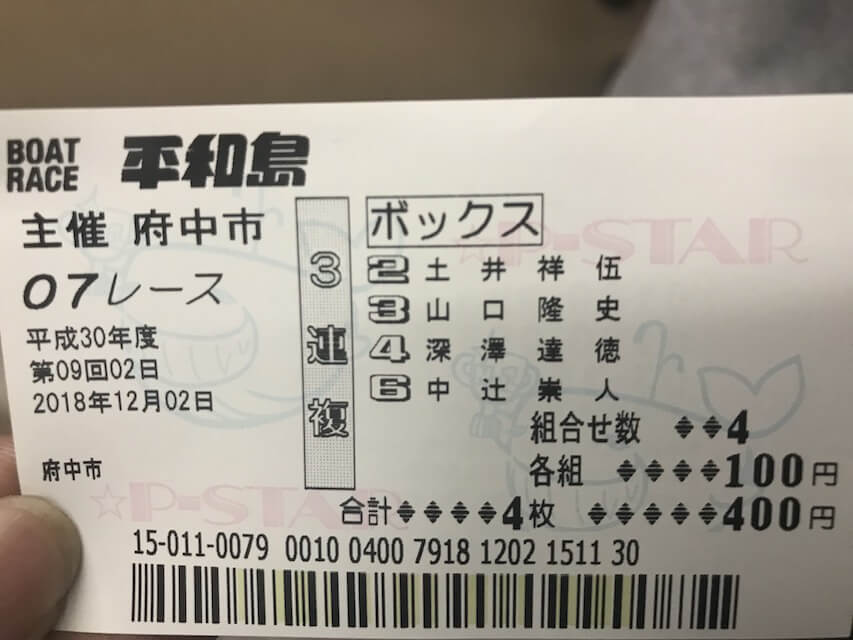 BOAT RACE 平和島
主催 府中市
07レース
平成30年度
第09回02日
2018年12月02日
府中市
3連複
ボックス
2 土井祥伍
3 山口隆史
4 深澤達徳
6 中辻崇人
組合せ数 ♦♦4
各組 ♦♦♦♦100円
合計♦♦♦♦4枚 ♦♦♦♦♦400円
☆P-STAR
☆P-STAR
15-011-0079 0010 0400 7918 1202 1511 30